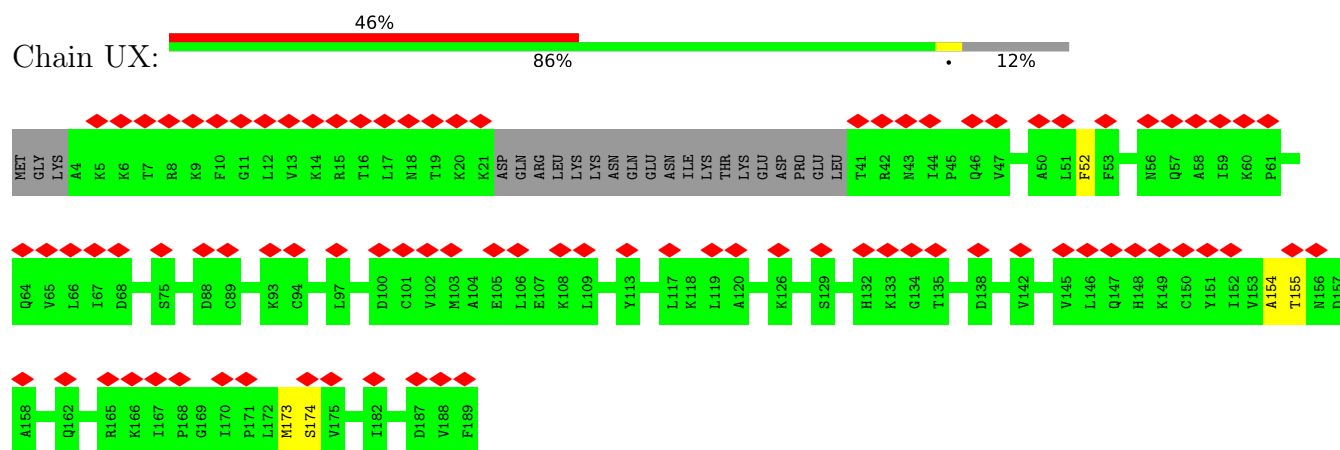 46%
Chain UX:
86% • 12%
MET GLY LYS A4 K5 K6 T7 R8 K9 F10 G11 L12 V13 K14 R15 T16 L17 N18 T19 K20 K21 ASP GLN ARG LEU LYS LYS ASN GLN GLU ASN ILE LYS THR LYS GLU ASP PRO GLU LEU T41 R42 N43 I44 P45 Q46 V47 A50 L51 F52 F53 N56 Q57 A58 I59 K60 P61
Q64 V65 L66 I67 D68 S75 D88 C89 K93 C94 L97 D100 C101 V102 M103 A104 E105 L106 E107 K108 L109 Y113 L117 K118 L119 A120 K126 S129 H132 K133 G134 T135 D138 V142 V145 L146 Q147 H148 K149 C150 Y151 I152 V153 A154 T155 N156 D157
A158 Q162 R165 K166 I167 P168 G169 I170 P171 L172 M173 S174 V175 I182 D187 V188 F189